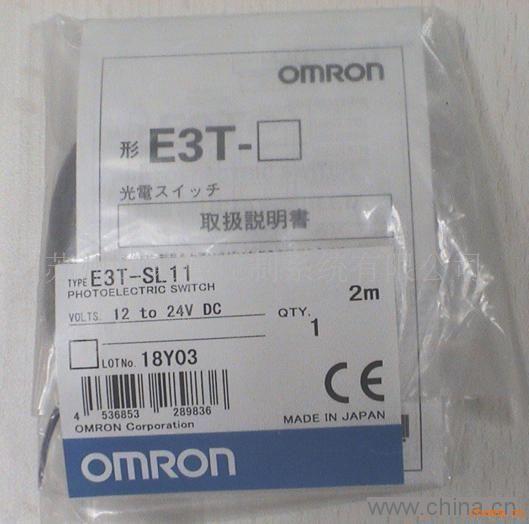 OMRON
形 E3T-□
光電スイッチ
取扱説明書
TYPE E3T-SL11
PHOTOELECTRIC SWITCH
2m
VOLTS. 12 to 24V DC
QTY.
1
LOTNo. 18Y03
4 536853 289836
CE
OMRON Corporation
MADE IN JAPAN
OMRON
www.china.cn